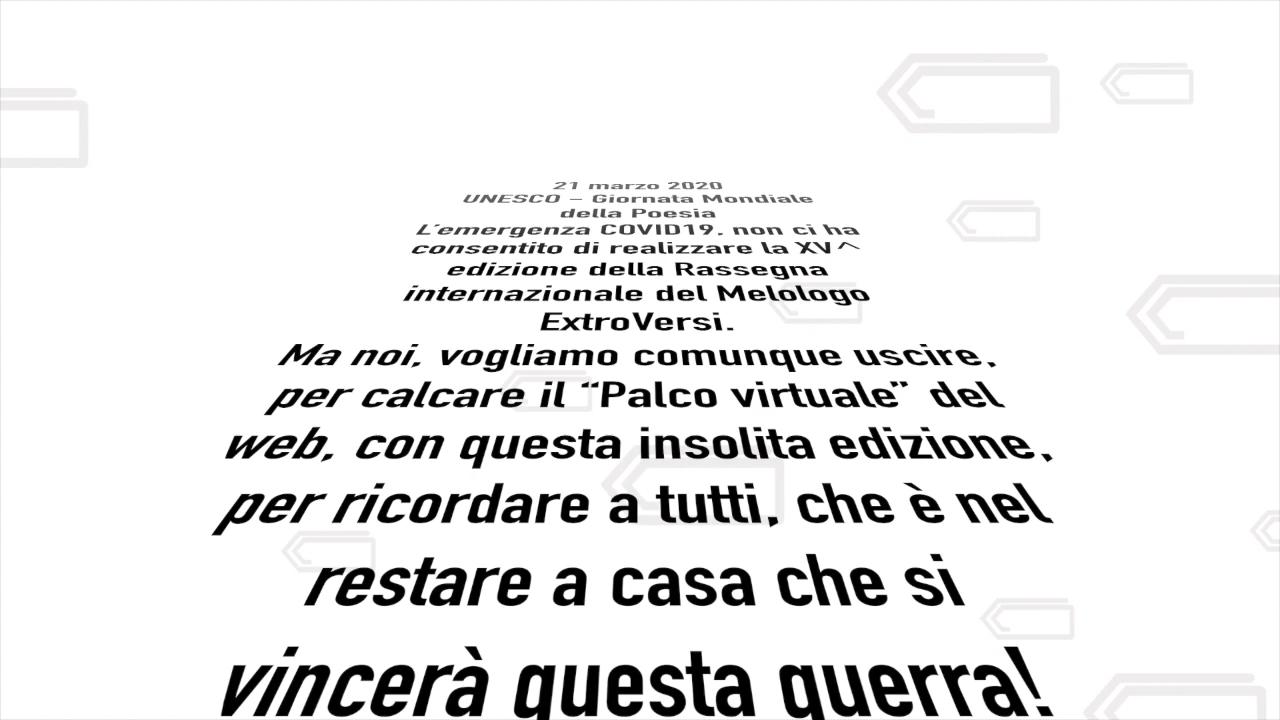 21 marzo 2020
UNESCO – Giornata Mondiale
della Poesia
L'emergenza COVID19, non ci ha
consentito di realizzare la XV^
edizione della Rassegna
internazionale del Melologo
ExtroVersi.
Ma noi, vogliamo comunque uscire,
per calcare il “Palco virtuale” del
web, con questa insolita edizione,
per ricordare a tutti, che è nel
restare a casa che si
vincerà questa guerra!